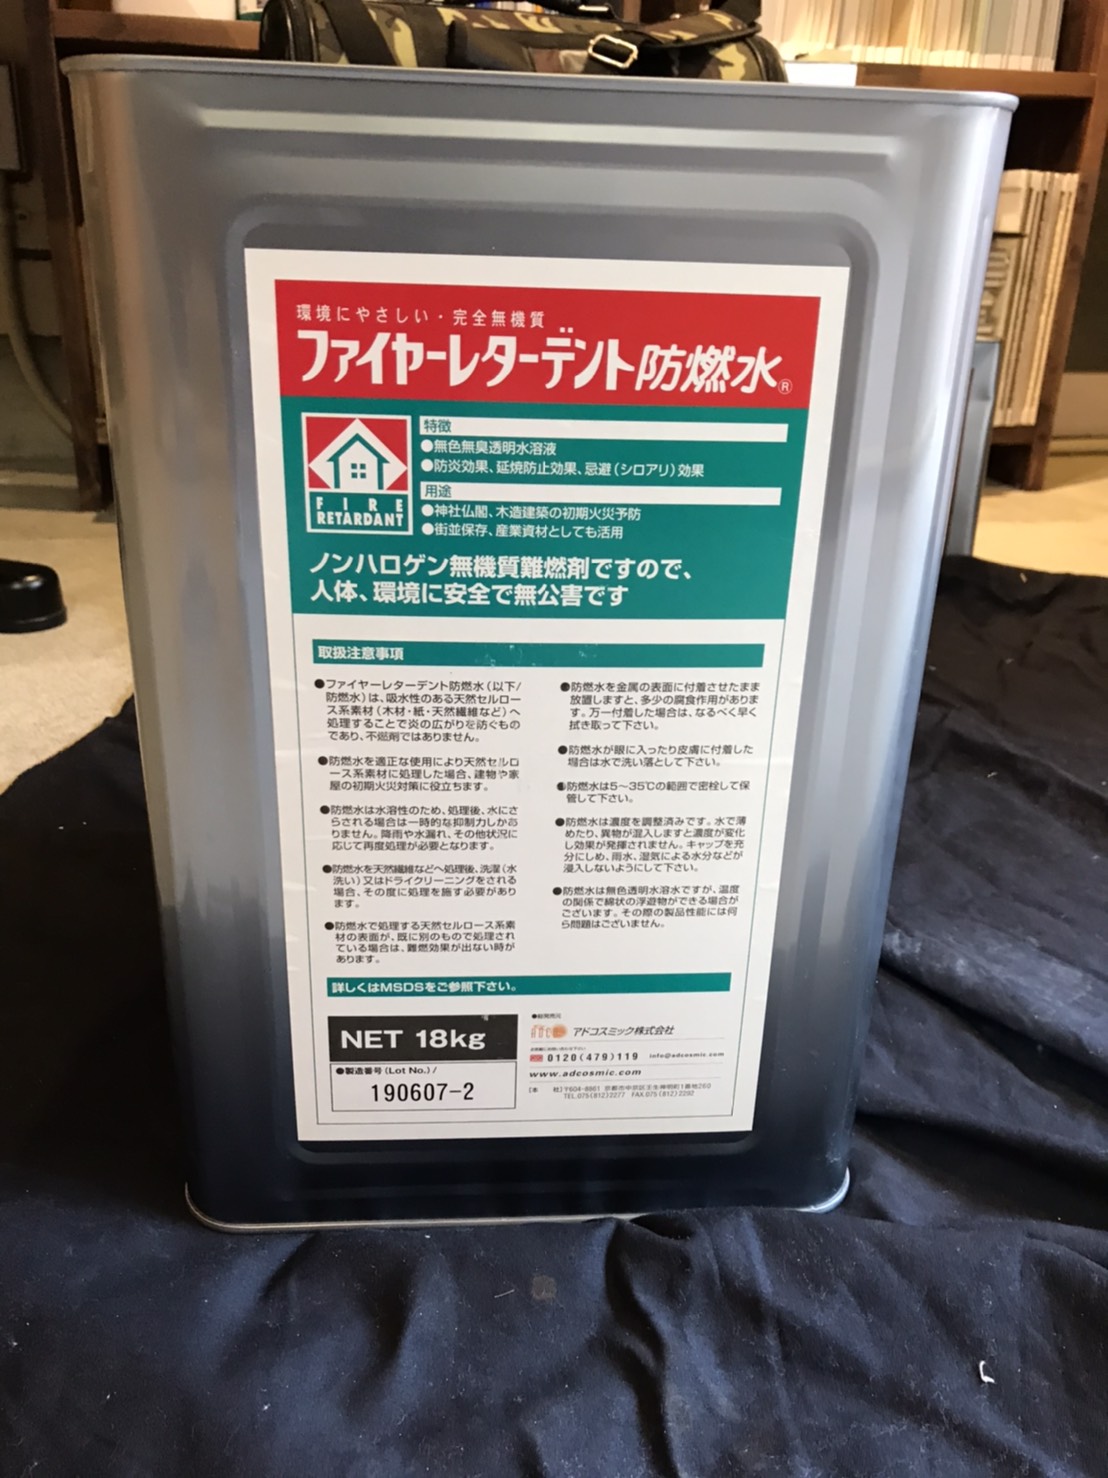 環境にやさしい・完全無機質
ファイヤーレターデント防燃水®
FIRE
RETARDANT
特徴
●無色無臭透明水溶液
●防炎効果、延焼防止効果、忌避（シロアリ）効果
用途
●神社仏閣、木造建築の初期火災予防
●街並保存、産業資材としても活用
ノンハロゲン無機質難燃剤ですので、
人体、環境に安全で無公害です
取扱注意事項
●ファイヤーレターデント防燃水（以下/
防燃水）は、吸水性のある天然セルロー
ス系素材（木材・紙・天然繊維など）へ
処理することで炎の広がりを防ぐもの
であり、不燃剤ではありません。
●防燃水を適正な使用により天然セルロ
ース系素材に処理した場合、建物や家
屋の初期火災対策に役立ちます。
●防燃水は水溶性のため、処理後、水にさ
らされる場合は一時的な抑制力しかあ
りません。降雨や水漏れ、その他状況に
応じて再度処理が必要となります。
●防燃水を天然繊維などへ処理後、洗濯（水
洗い）又はドライクリーニングをされる
場合、その度に処理を施す必要があり
ます。
●防燃水で処理する天然セルロース系素
材の表面が、既に別のもので処理され
ている場合は、難燃効果が出ない時が
あります。
●防燃水を金属の表面に付着させたまま
放置しますと、多少の腐食作用がありま
す。万一付着した場合は、なるべく早く
拭き取って下さい。
●防燃水が眼に入ったり皮膚に付着した
場合は水で洗い落として下さい。
●防燃水は5～35℃の範囲で密栓して保
管して下さい。
●防燃水は濃度を調整済みです。水で薄
めたり、異物が混入しますと濃度が変化
し効果が発揮されません。キャップを充
分にしめ、雨水、湿気による水分などが
浸入しないようにして下さい。
●防燃水は無色透明水溶水ですが、温度
の関係で綿状の浮遊物ができる場合が
ございます。その際の製品性能には何
ら問題はございません。
詳しくはMSDSをご参照下さい。
NET 18kg
●製造番号（Lot No.）/
190607-2
アドコスミック株式会社
0120(479)119 info@adcosmic.com
www.adcosmic.com
［本 社］〒604-8861 京都市中京区壬生神明町1番地260
TEL.075(812)2277 FAX.075(812)2292